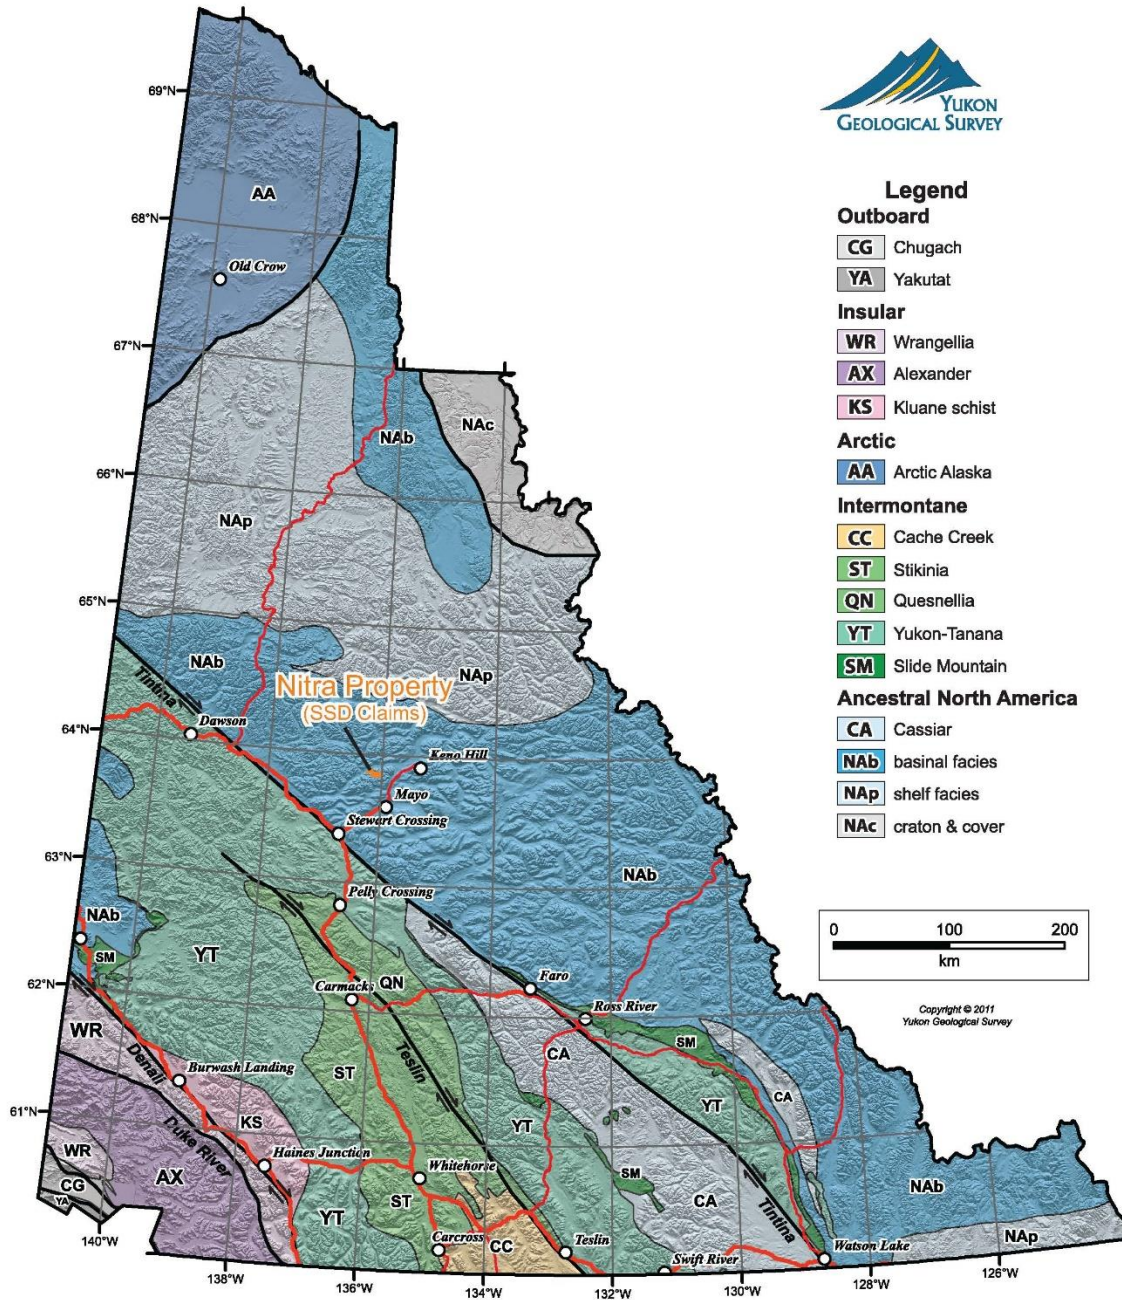 YUKON
GEOLOGICAL SURVEY
Legend
Outboard
CG Chugach
YA Yakutat
Insular
WR Wrangellia
AX Alexander
KS Kluane schist
Arctic
AA Arctic Alaska
Intermontane
CC Cache Creek
ST Stikinia
QN Quesnellia
YT Yukon-Tanana
SM Slide Mountain
Ancestral North America
CA Cassiar
NAb basinal facies
NAp shelf facies
NAc craton & cover
0 100 200
km
Copyright © 2011
Yukon Geological Survey
69°N
AA
68°N
Old Crow
67°N
NAc
NAb
66°N
NAp
65°N
NAb
NAp
Tintina
Nitra Property
(SSD Claims)
64°N
Dawson
Keno Hill
Mayo
Stewart Crossing
63°N
NAb
Pelly Crossing
NAb
SM
YT
QN
Faro
62°N
Carmacks
Ross River
WR
SM
CA
Denali
Burwash Landing
ST
Teslin
CA
YT
61°N
KS
YT
Duke River
WR
Haines Junction
SM
CG
AX
Whitehorse
YA
ST
CA
NAb
YT
Tintina
140°W
Carcross
CC
Teslin
Swift River
Watson Lake
NAp
138°W
136°W
134°W
132°W
130°W
128°W
126°W